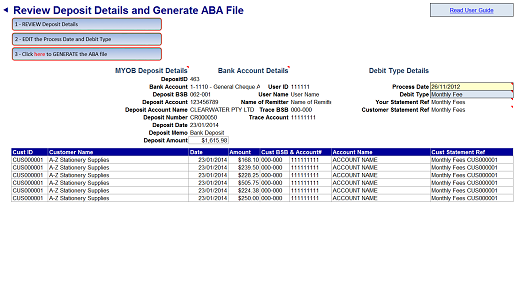 Review Deposit Details and Generate ABA File
Read User Guide
1 - REVIEW Deposit Details
2 - EDIT the Process Date and Debit Type
3 - Click here to GENERATE the ABA file
MYOB Deposit Details Bank Account Details Debit Type Details
DepositID 463
Bank Account 1-1110 - General Cheque A User ID 111111 Process Date 26/11/2012
Deposit BSB 062-001 User Name User Name Debit Type Monthly Fee
Deposit Account 123456789 Name of Remitter Name of Remitt Your Statement Ref Monthly Fees
Deposit Account Name CLEARWATER PTY LTD Trace BSB 000-000 Customer Statement Ref Monthly Fees
Deposit Number CR000050 Trace Account 11111111
Deposit Date 23/01/2014
Deposit Memo Bank Deposit
Deposit Amount $1,615.98
Cust ID Customer Name Date Amount Cust BSB & Account# Account Name Cust Statement Ref
CUS000001 A-Z Stationery Supplies 23/01/2014 $168.10 000-000 111111111 ACCOUNT NAME Monthly Fees CUS000001
CUS000001 A-Z Stationery Supplies 23/01/2014 $239.50 000-000 111111111 ACCOUNT NAME Monthly Fees CUS000001
CUS000001 A-Z Stationery Supplies 23/01/2014 $228.25 000-000 111111111 ACCOUNT NAME Monthly Fees CUS000001
CUS000001 A-Z Stationery Supplies 23/01/2014 $505.75 000-000 111111111 ACCOUNT NAME Monthly Fees CUS000001
CUS000001 A-Z Stationery Supplies 23/01/2014 $224.38 000-000 111111111 ACCOUNT NAME Monthly Fees CUS000001
CUS000001 A-Z Stationery Supplies 23/01/2014 $250.00 000-000 111111111 ACCOUNT NAME Monthly Fees CUS000001